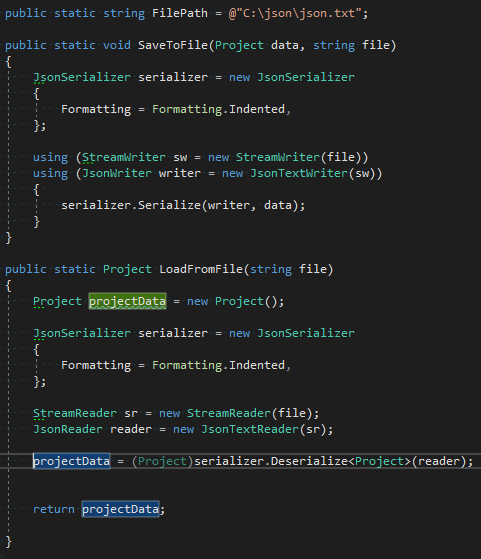 public static string FilePath = @"C:\json\json.txt";
public static void SaveToFile(Project data, string file)
{
JsonSerializer serializer = new JsonSerializer
{
Formatting = Formatting.Indented,
};
using (StreamWriter sw = new StreamWriter(file))
using (JsonWriter writer = new JsonTextWriter(sw))
{
serializer.Serialize(writer, data);
}
}
public static Project LoadFromFile(string file)
{
Project projectData = new Project();
JsonSerializer serializer = new JsonSerializer
{
Formatting = Formatting.Indented,
};
StreamReader sr = new StreamReader(file);
JsonReader reader = new JsonTextReader(sr);
projectData = (Project)serializer.Deserialize<Project>(reader);
return projectData;
}